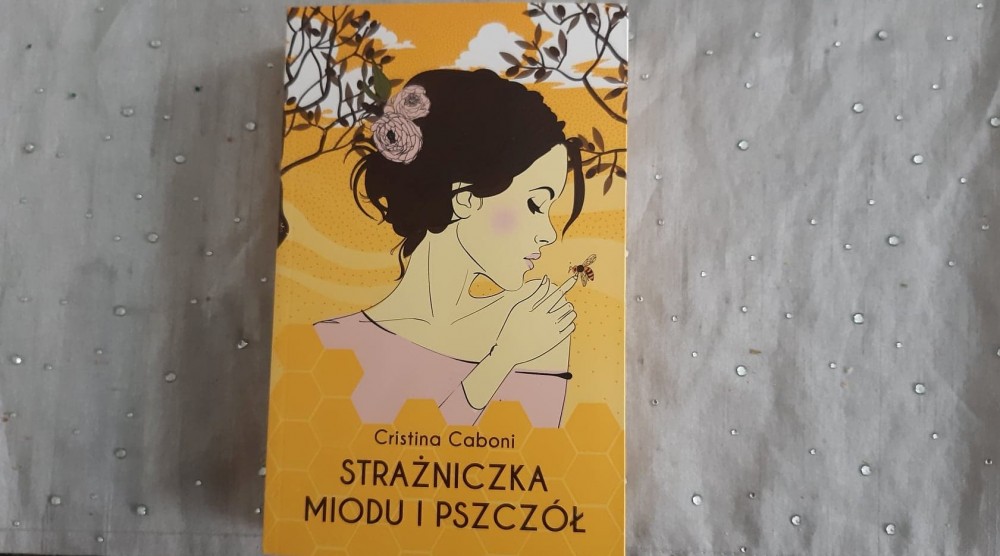 Cristina Caboni
STRAŻNICZKA
MIODU I PSZCZÓŁ